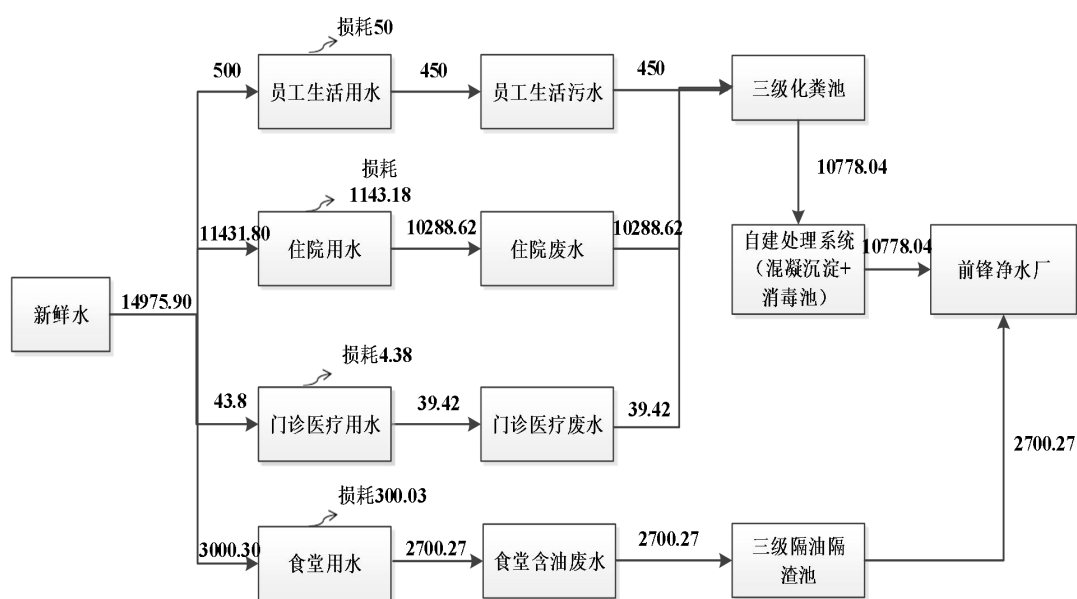 损耗50
500
员工生活用水
450
员工生活污水
450
三级化粪池
10778.04
损耗
1143.18
11431.80
住院用水
10288.62
住院废水
10288.62
自建处理系统
（混凝沉淀+
消毒池）
10778.04
前锋净水厂
新鲜水
14975.90
损耗4.38
43.8
门诊医疗用水
39.42
门诊医疗废水
39.42
2700.27
损耗300.03
3000.30
食堂用水
2700.27
食堂含油废水
2700.27
三级隔油隔
渣池